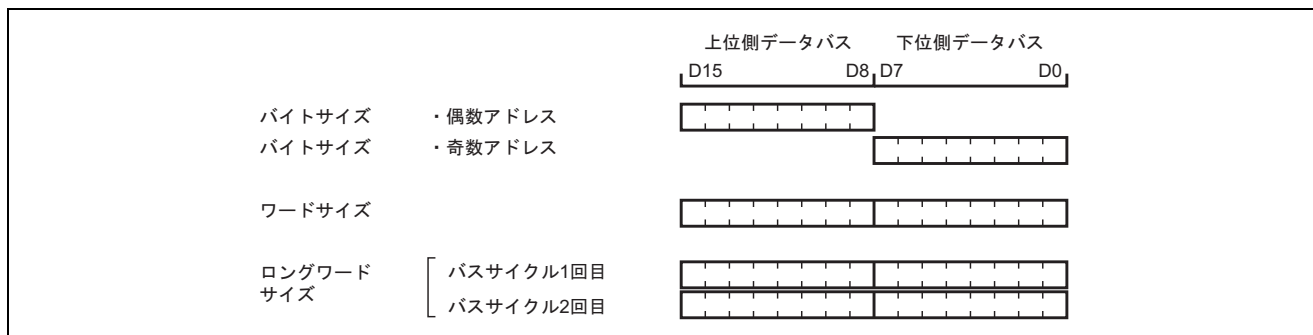 上位側データバス 下位側データバス
D15 D8 D7 D0
バイトサイズ ・偶数アドレス
バイトサイズ ・奇数アドレス
ワードサイズ
ロングワード
サイズ
バスサイクル1回目
バスサイクル2回目